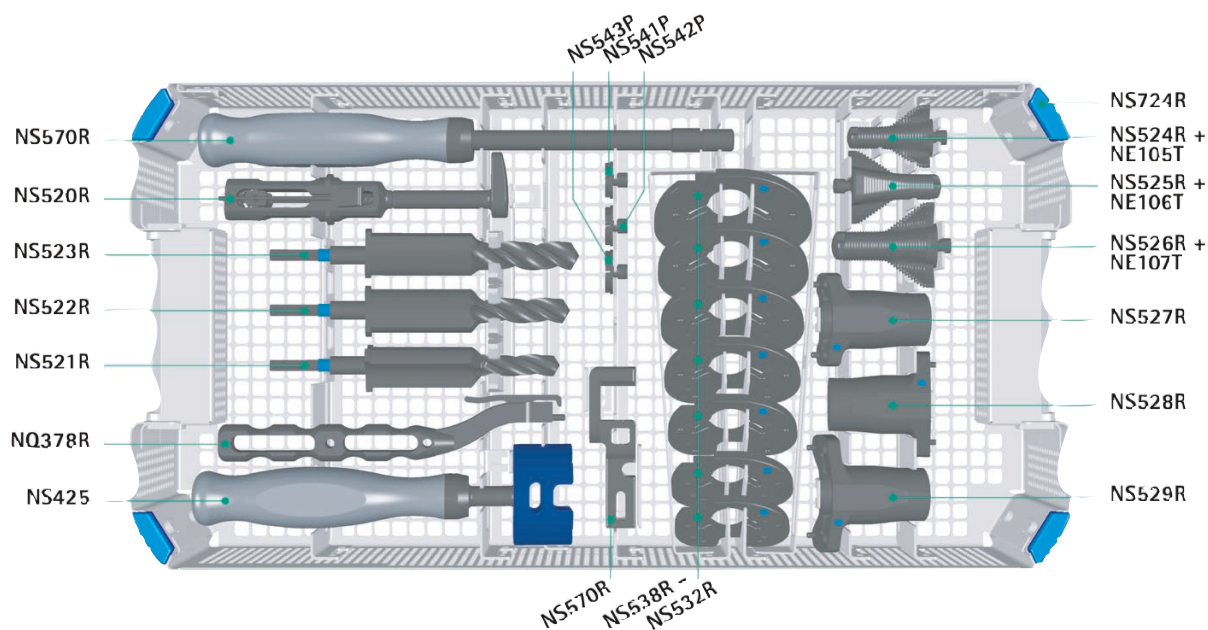 NS543P
NS541P
NS542P
NS570R
NS520R
NS523R
NS522R
NS521R
NQ378R
NS425
NS724R
NS524R +
NE105T
NS525R +
NE106T
NS526R +
NE107T
NS527R
NS528R
NS529R
NS570R
NS538R –
NS532R